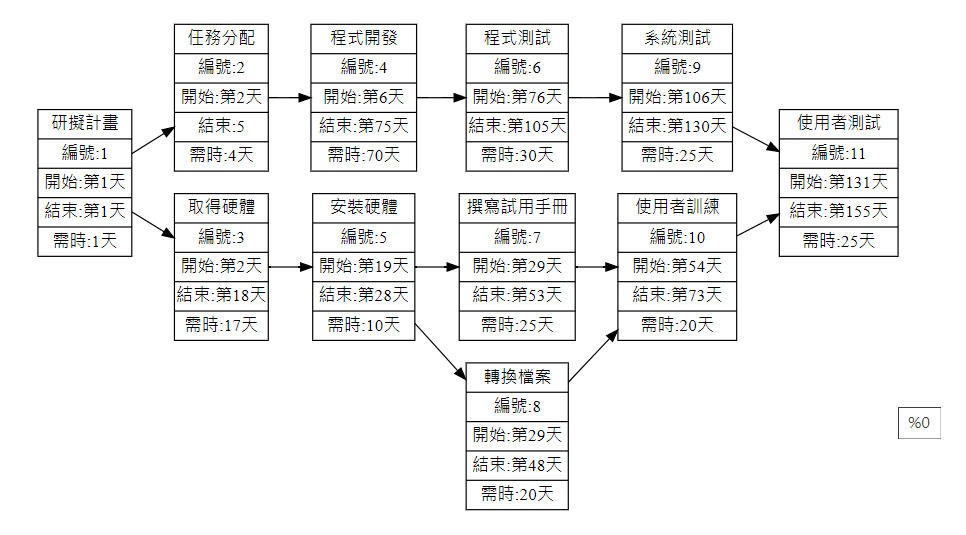 研擬計畫
編號:1
開始:第1天
結束:第1天
需時:1天
任務分配
編號:2
開始:第2天
結束:5
需時:4天
程式開發
編號:4
開始:第6天
結束:第75天
需時:70天
程式測試
編號:6
開始:第76天
結束:第105天
需時:30天
系統測試
編號:9
開始:第106天
結束:第130天
需時:25天
取得硬體
編號:3
開始:第2天
結束:第18天
需時:17天
安裝硬體
編號:5
開始:第19天
結束:第28天
需時:10天
撰寫試用手冊
編號:7
開始:第29天
結束:第53天
需時:25天
使用者訓練
編號:10
開始:第54天
結束:第73天
需時:20天
轉換檔案
編號:8
開始:第29天
結束:第48天
需時:20天
使用者測試
編號:11
開始:第131天
結束:第155天
需時:25天
%0